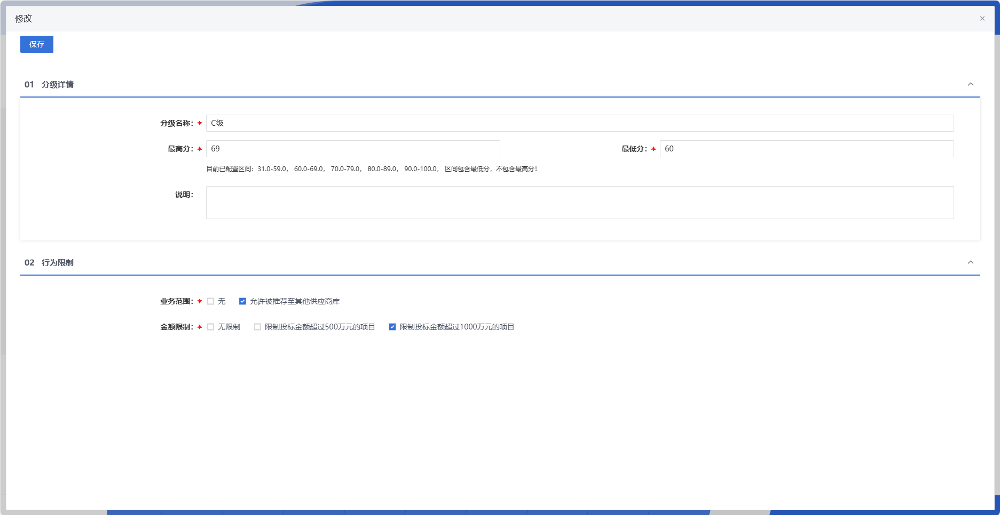 修改
保存
01 分级详情
分级名称：* C级
最高分：* 69 最低分：* 60
目前已配置区间：31.0-59.0， 60.0-69.0， 70.0-79.0， 80.0-89.0， 90.0-100.0， 区间包含最低分，不包含最高分！
说明：
02 行为限制
业务范围：* 无 允许被推荐至其他供应商库
金额限制：* 无限制 限制投标金额超过500万元的项目 限制投标金额超过1000万元的项目